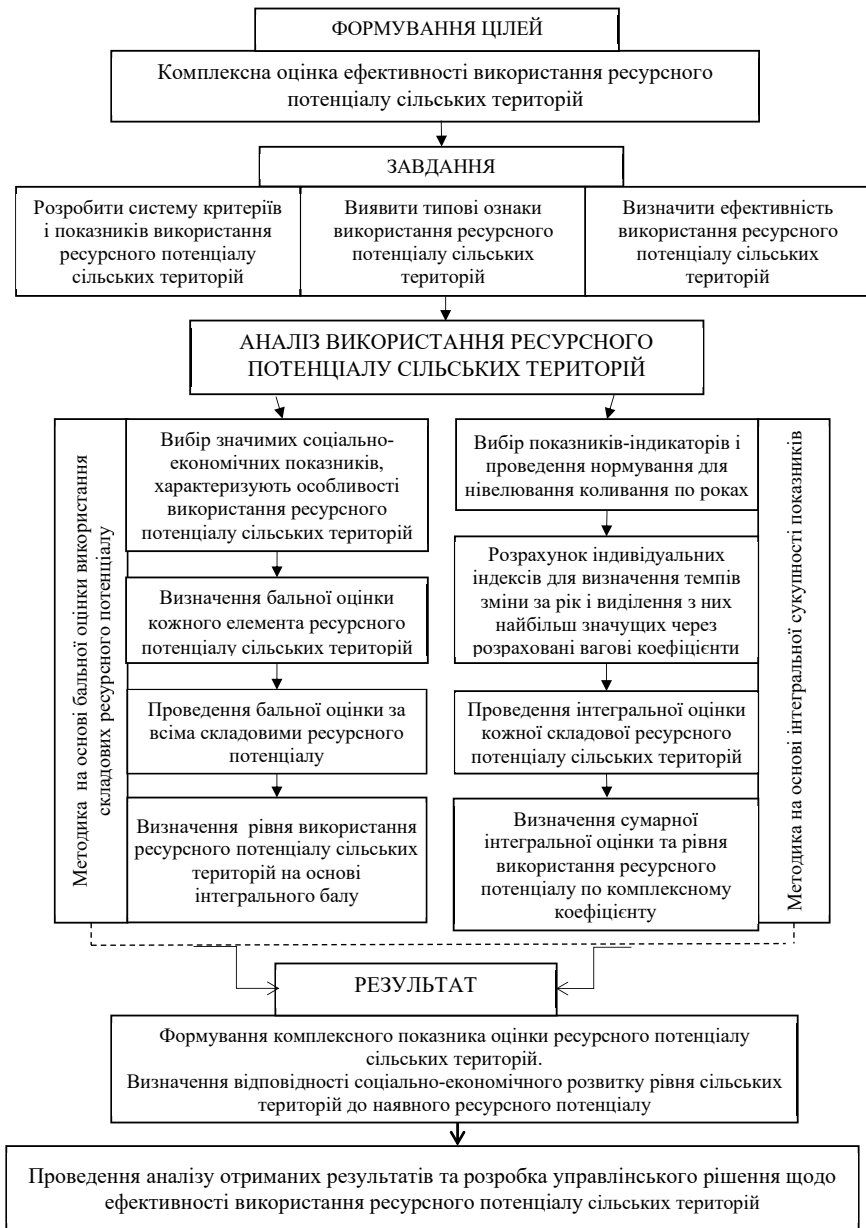 ФОРМУВАННЯ ЦІЛЕЙ
Комплексна оцінка ефективності використання ресурсного
потенціалу сільських територій
ЗАВДАННЯ
Розробити систему критеріїв
і показників використання
ресурсного потенціалу
сільських територій
Виявити типові ознаки
використання ресурсного
потенціалу сільських
територій
Визначити ефективність
використання ресурсного
потенціалу сільських
територій
АНАЛІЗ ВИКОРИСТАННЯ РЕСУРСНОГО
ПОТЕНЦІАЛУ СІЛЬСЬКИХ ТЕРИТОРІЙ
Методика на основі бальної оцінки використання
складових ресурсного потенціалу
Вибір значимих соціально-
економічних показників,
характеризують особливості
використання ресурсного
потенціалу сільських територій
Визначення бальної оцінки
кожного елемента ресурсного
потенціалу сільських територій
Проведення бальної оцінки за
всіма складовими ресурсного
потенціалу
Визначення рівня використання
ресурсного потенціалу сільських
територій на основі
інтегрального балу
Вибір показників-індикаторів і
проведення нормування для
нівелювання коливання по роках
Розрахунок індивідуальних
індексів для визначення темпів
зміни за рік і виділення з них
найбільш значущих через
розраховані вагові коефіцієнти
Проведення інтегральної оцінки
кожної складової ресурсного
потенціалу сільських територій
Визначення сумарної
інтегральної оцінки та рівня
використання ресурсного
потенціалу по комплексному
коефіцієнту
Методика на основі інтегральної сукупності показників
РЕЗУЛЬТАТ
Формування комплексного показника оцінки ресурсного потенціалу
сільських територій.
Визначення відповідності соціально-економічного розвитку рівня сільських
територій до наявного ресурсного потенціалу
Проведення аналізу отриманих результатів та розробка управлінського рішення щодо
ефективності використання ресурсного потенціалу сільських територій